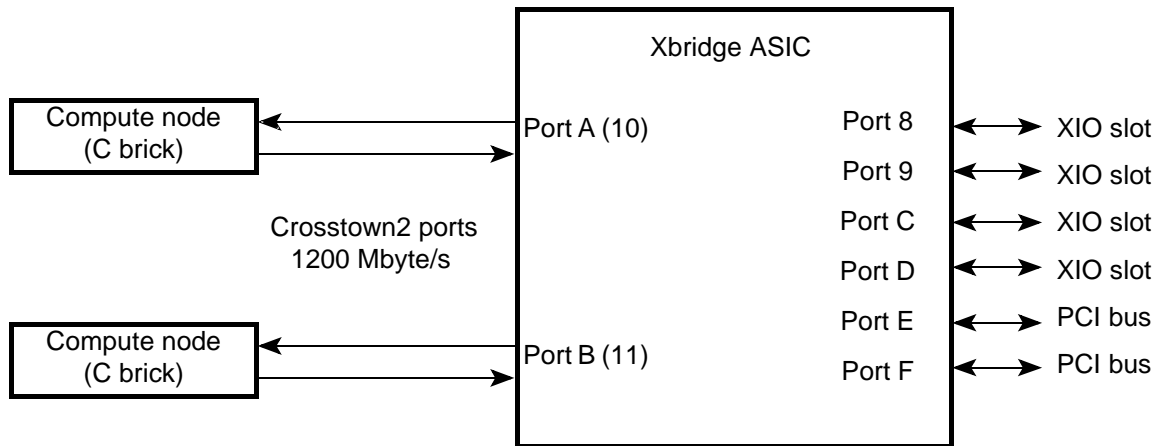 Xbridge ASIC
Compute node
(C brick)
Port A (10)
Crosstown2 ports
1200 Mbyte/s
Compute node
(C brick)
Port B (11)
Port 8
XIO slot
Port 9
XIO slot
Port C
XIO slot
Port D
XIO slot
Port E
PCI bus
Port F
PCI bus